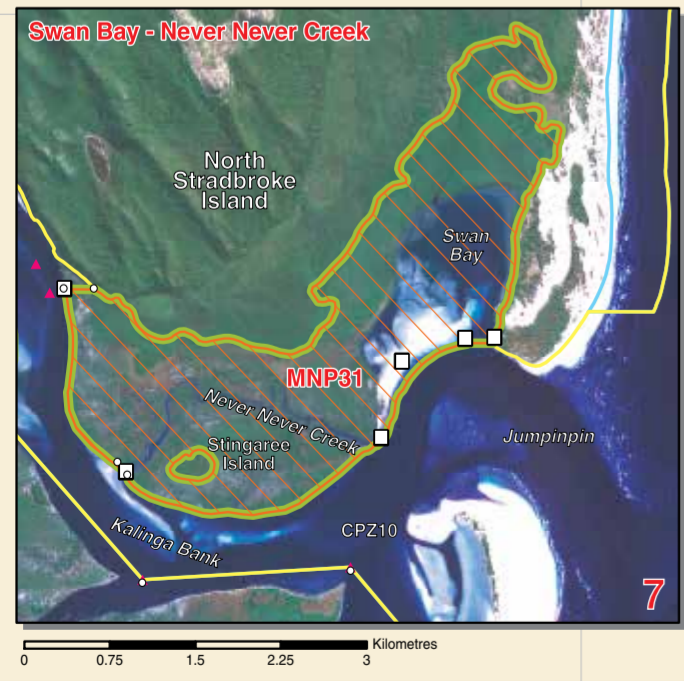 Swan Bay - Never Never Creek
North
Stradbroke
Island
Swan
Bay
MNP31
Never Never Creek
Stingaree
Island
Jumpinpin
CPZ10
Kalinga Bank
7
Kilometres
0 0.75 1.5 2.25 3